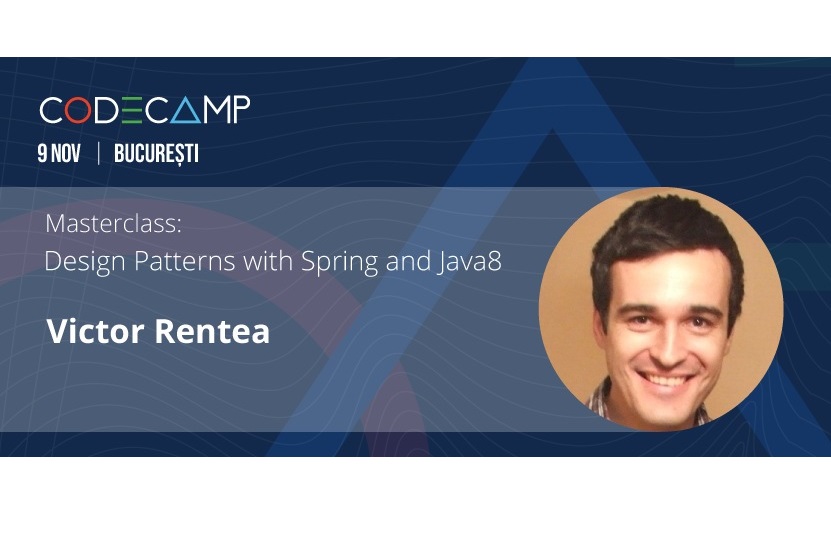 CODECAMP
9 NOV | BUCUREȘTI
Masterclass:
Design Patterns with Spring and Java8
Victor Rentea